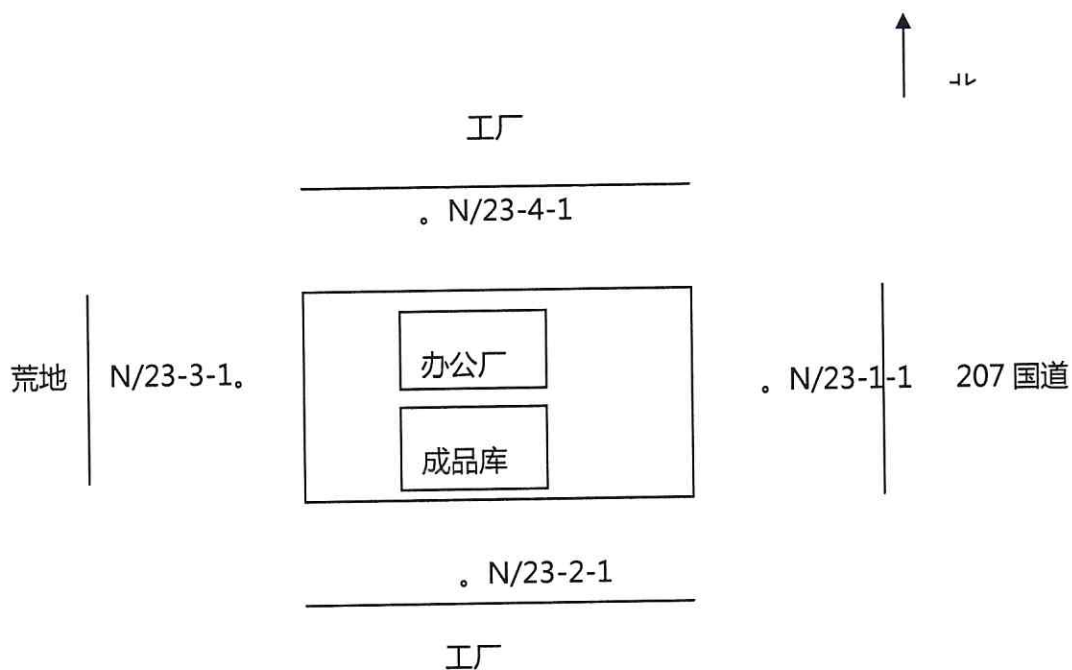 北
工厂
。N/23-4-1
办公厂
荒地 N/23-3-1。 。N/23-1-1 207 国道
成品库
。N/23-2-1
工厂